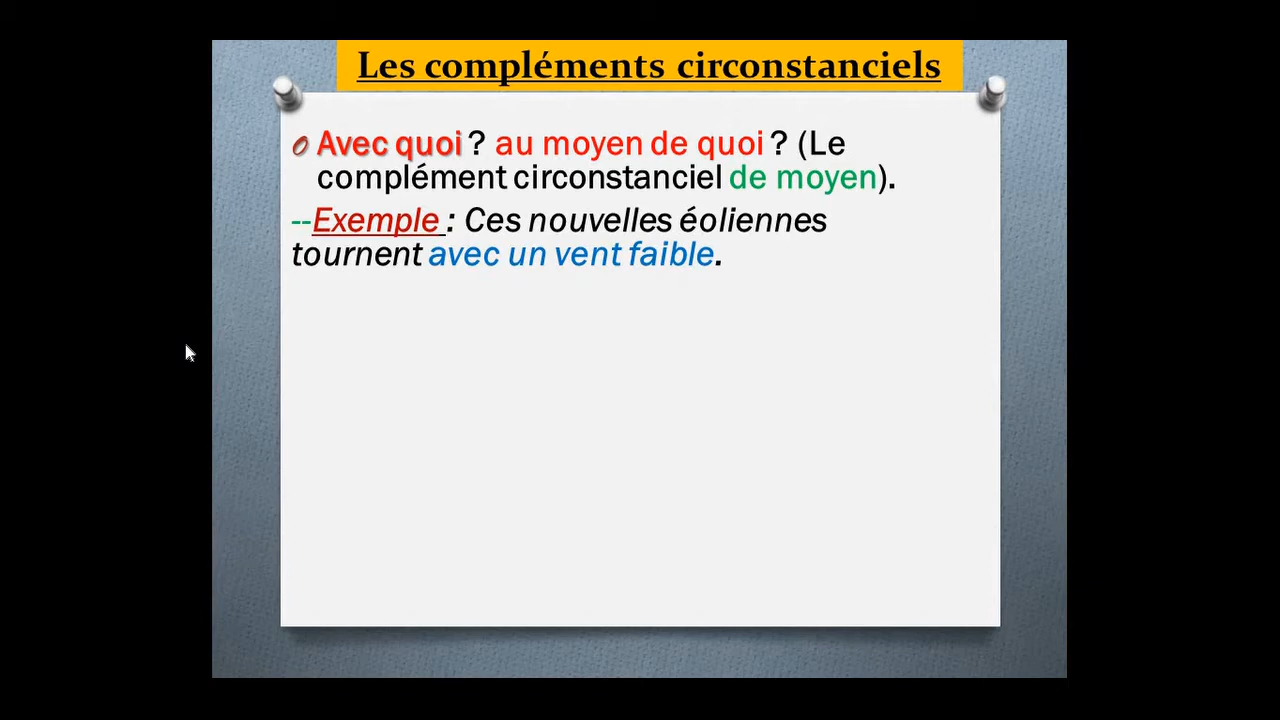 Les compléments circonstanciels
Avec quoi ? au moyen de quoi ? (Le
complément circonstanciel de moyen).
--Exemple : Ces nouvelles éoliennes
tournent avec un vent faible.